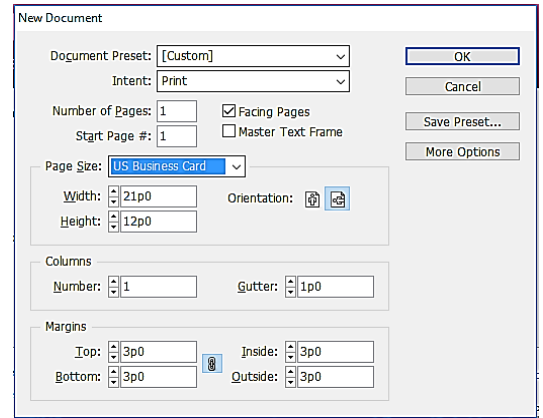 New Document
Document Preset: [Custom]
OK
Intent: Print
Cancel
Number of Pages: 1
Facing Pages
Save Preset...
Start Page #: 1
Master Text Frame
More Options
Page Size: US Business Card
Width: 21p0
Orientation:
Height: 12p0
Columns
Number: 1
Gutter: 1p0
Margins
Top: 3p0
Inside: 3p0
Bottom: 3p0
Outside: 3p0